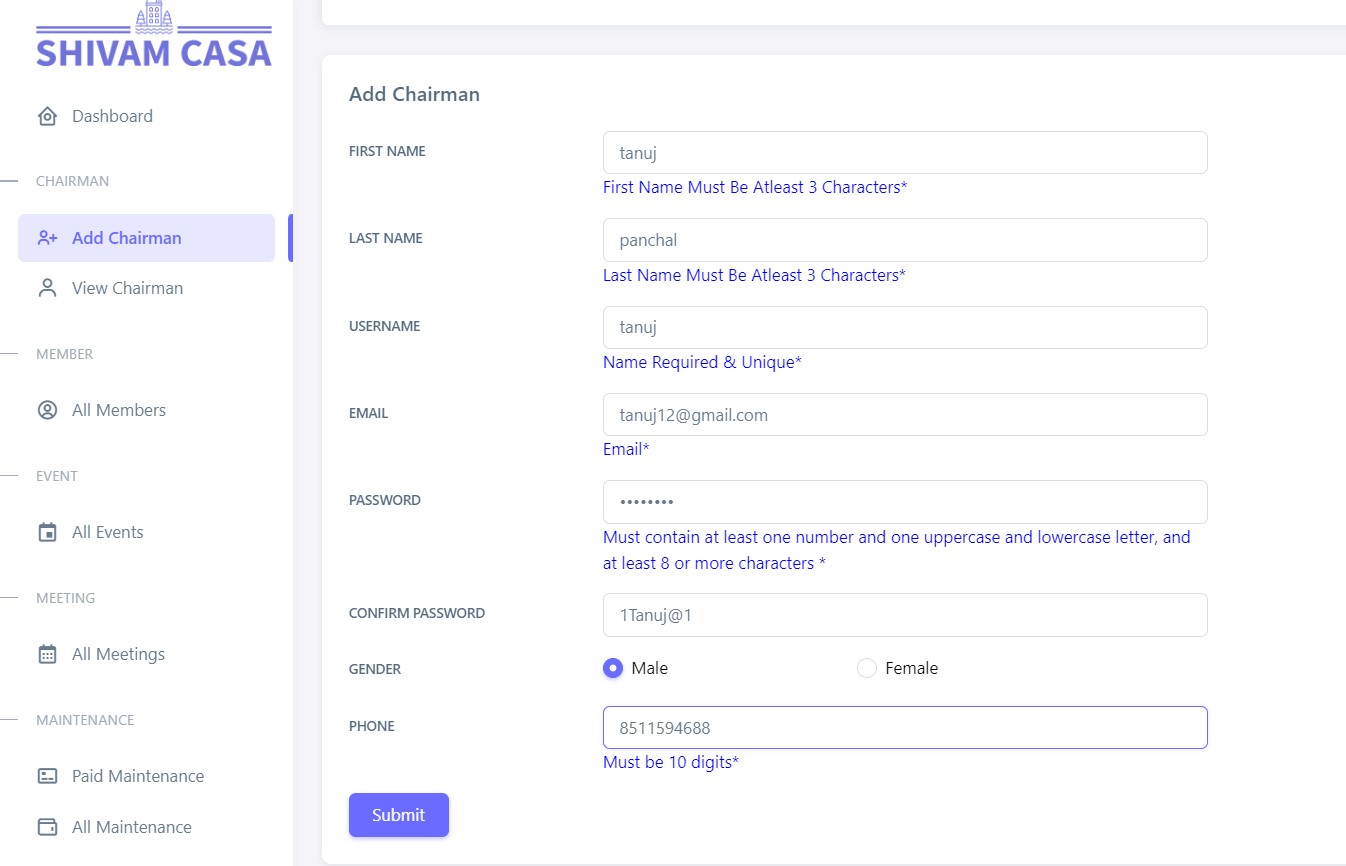 SHIVAM CASA
Dashboard
CHAIRMAN
Add Chairman
View Chairman
MEMBER
All Members
EVENT
All Events
MEETING
All Meetings
MAINTENANCE
Paid Maintenance
All Maintenance
Add Chairman
FIRST NAME
tanuj
First Name Must Be Atleast 3 Characters*
LAST NAME
panchal
Last Name Must Be Atleast 3 Characters*
USERNAME
tanuj
Name Required & Unique*
EMAIL
tanuj12@gmail.com
Email*
PASSWORD
••••••••
Must contain at least one number and one uppercase and lowercase letter, and
at least 8 or more characters *
CONFIRM PASSWORD
1Tanuj@1
GENDER
Male
Female
PHONE
8511594688
Must be 10 digits*
Submit